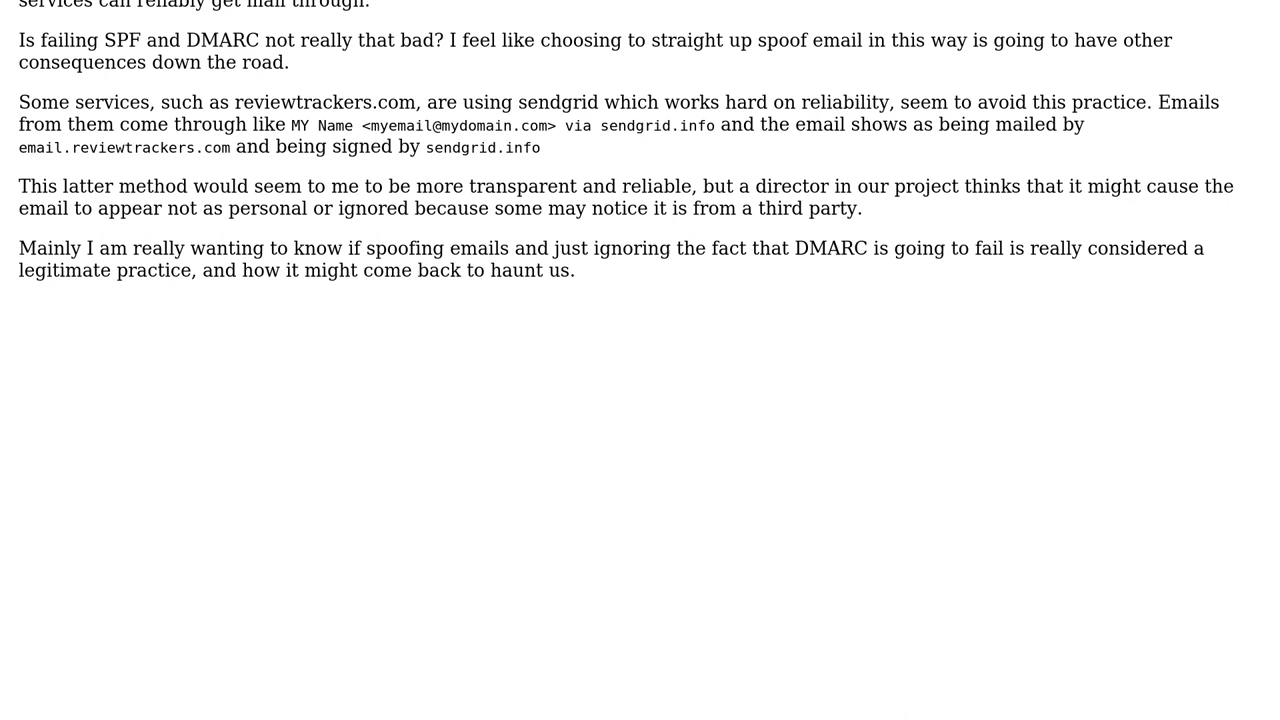 services can reliably get mail through.
Is failing SPF and DMARC not really that bad? I feel like choosing to straight up spoof email in this way is going to have other
consequences down the road.
Some services, such as reviewtrackers.com, are using sendgrid which works hard on reliability, seem to avoid this practice. Emails
from them come through like MY Name <myemail@mydomain.com> via sendgrid.info and the email shows as being mailed by
email.reviewtrackers.com and being signed by sendgrid.info
This latter method would seem to me to be more transparent and reliable, but a director in our project thinks that it might cause the
email to appear not as personal or ignored because some may notice it is from a third party.
Mainly I am really wanting to know if spoofing emails and just ignoring the fact that DMARC is going to fail is really considered a
legitimate practice, and how it might come back to haunt us.